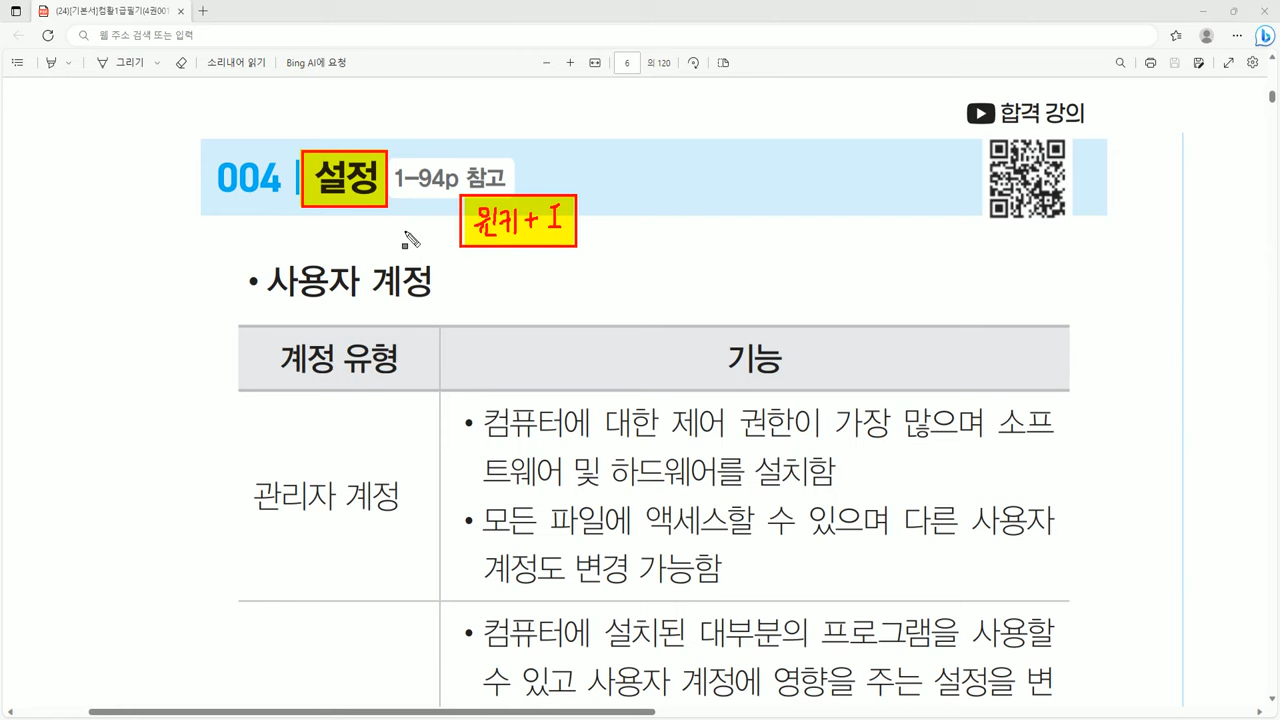 (24)[기본서]컴활1급필기(4권001
웹 주소 검색 또는 입력
그리기
소리내어 읽기
Bing AI에 요청
6
의 120
합격 강의
004 설정 1-94p 참고
윈키 + I
• 사용자 계정
계정 유형
기능
관리자 계정
• 컴퓨터에 대한 제어 권한이 가장 많으며 소프
트웨어 및 하드웨어를 설치함
• 모든 파일에 액세스할 수 있으며 다른 사용자
계정도 변경 가능함
• 컴퓨터에 설치된 대부분의 프로그램을 사용할
수 있고 사용자 계정에 영향을 주는 설정을 변